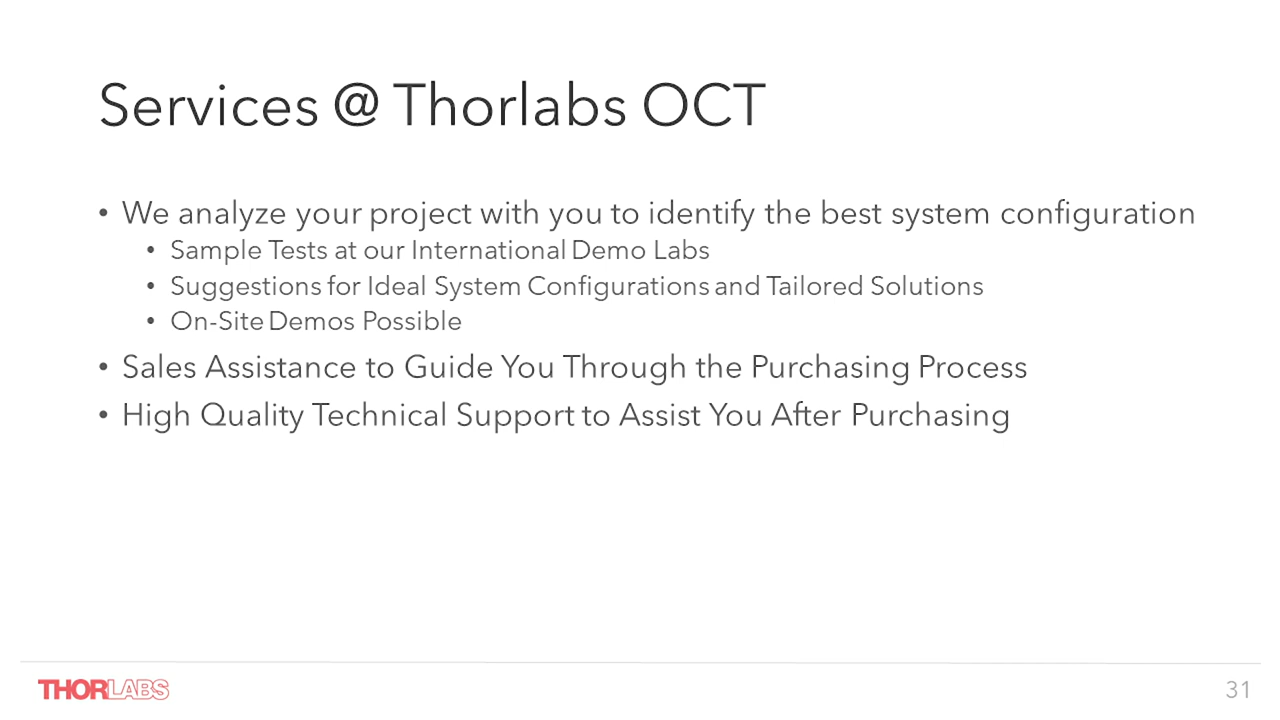 Services @ Thorlabs OCT
• We analyze your project with you to identify the best system configuration
• Sample Tests at our International Demo Labs
• Suggestions for Ideal System Configurations and Tailored Solutions
• On-Site Demos Possible
• Sales Assistance to Guide You Through the Purchasing Process
• High Quality Technical Support to Assist You After Purchasing
THORLABS
31